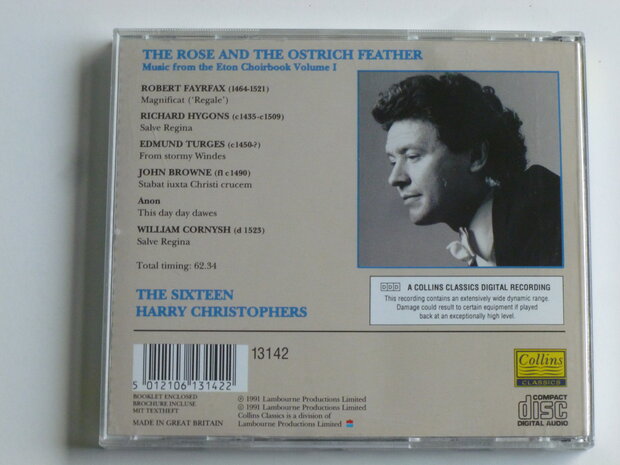 THE ROSE AND THE OSTRICH FEATHER
Music from the Eton Choirbook Volume I
ROBERT FAYRFAX (1464-1521)
Magnificat ('Regale')
RICHARD HYGONS (c1435-c1509)
Salve Regina
EDMUND TURGES (c1450-?)
From stormy Windes
JOHN BROWNE (fl c1490)
Stabat iuxta Christi crucem
Anon
This day day dawes
WILLIAM CORNYSH (d 1523)
Salve Regina
Total timing: 62.34
THE SIXTEEN
HARRY CHRISTOPHERS
DDD A COLLINS CLASSICS DIGITAL RECORDING
This recording contains an extensively wide dynamic range.
Damage could result to certain equipment if played
back at an exceptionally high level.
13142
5 012106 131422
BOOKLET ENCLOSED
BROCHURE INCLUSE
MIT TEXTHEFT
MADE IN GREAT BRITAIN
℗ 1991 Lambourne Productions Limited
© 1991 Lambourne Productions Limited
Collins Classics is a division of
Lambourne Productions Limited
Collins
CLASSICS
COMPACT
disc
DIGITAL AUDIO